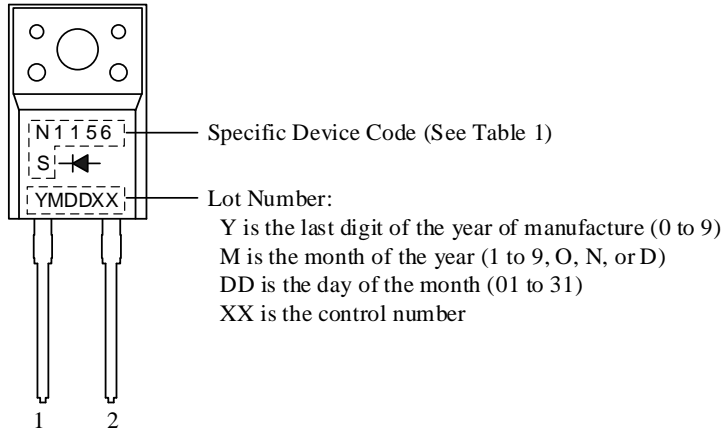 N1156
S
YMDDXX
Specific Device Code (See Table 1)
Lot Number:
Y is the last digit of the year of manufacture (0 to 9)
M is the month of the year (1 to 9, O, N, or D)
DD is the day of the month (01 to 31)
XX is the control number
1 2